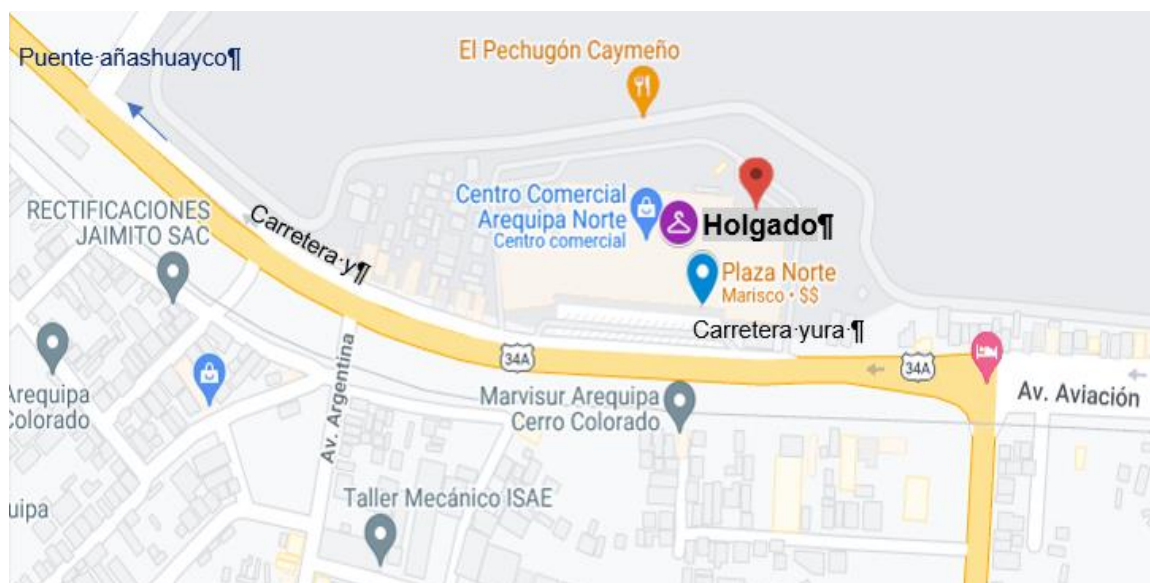 El Pechugón Caymeño
Puente·añashuayco¶
Centro Comercial
Arequipa Norte
Centro comercial
Holgado¶
RECTIFICACIONES
JAIMITO SAC
Carretera·y¶
Plaza Norte
Marisco • $$
Carretera·yura·¶
34A
34A
Arequipa
Colorado
Av. Argentina
Marvisur Arequipa
Cerro Colorado
Av. Aviación
Taller Mecánico ISAE
uipa